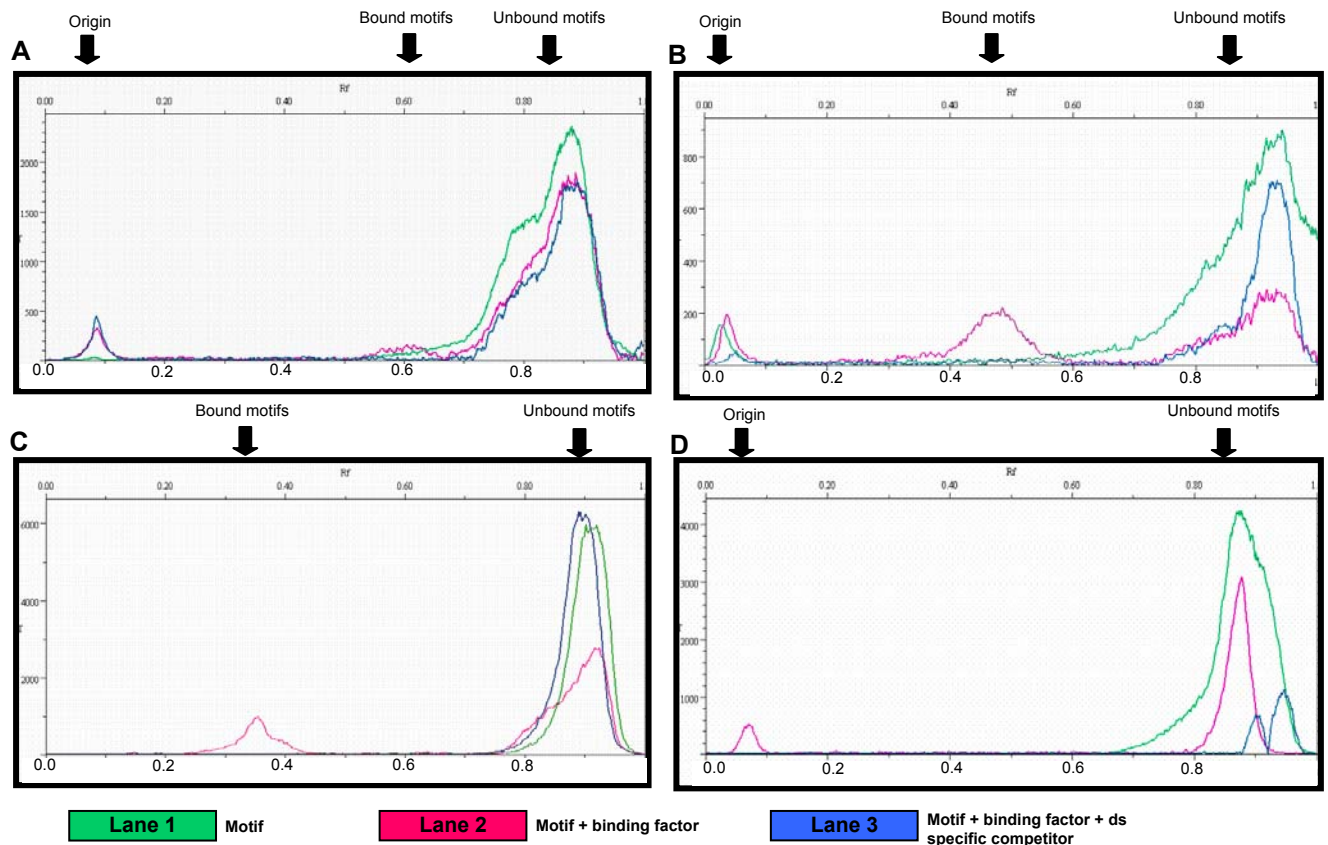 Origin Bound motifs Unbound motifs
A
Rf
0.00 0.20 0.40 0.60 0.80 1.
2000
1500
1000
500
0.0 0.2 0.4 0.6 0.8
Origin Bound motifs Unbound motifs
B
Rf
0.00 0.20 0.40 0.60 0.80 1.
800
600
400
200
0.0 0.2 0.4 0.6 0.8
Bound motifs Unbound motifs
C
Rf
0.00 0.20 0.40 0.60 0.80 1.
6000
4000
2000
0.0 0.2 0.4 0.6 0.8
Origin Unbound motifs
D
Rf
0.00 0.20 0.40 0.60 0.80 1.
4000
3000
2000
1000
0.0 0.2 0.4 0.6 0.8
Lane 1 Motif
Lane 2 Motif + binding factor
Lane 3 Motif + binding factor + ds
specific competitor